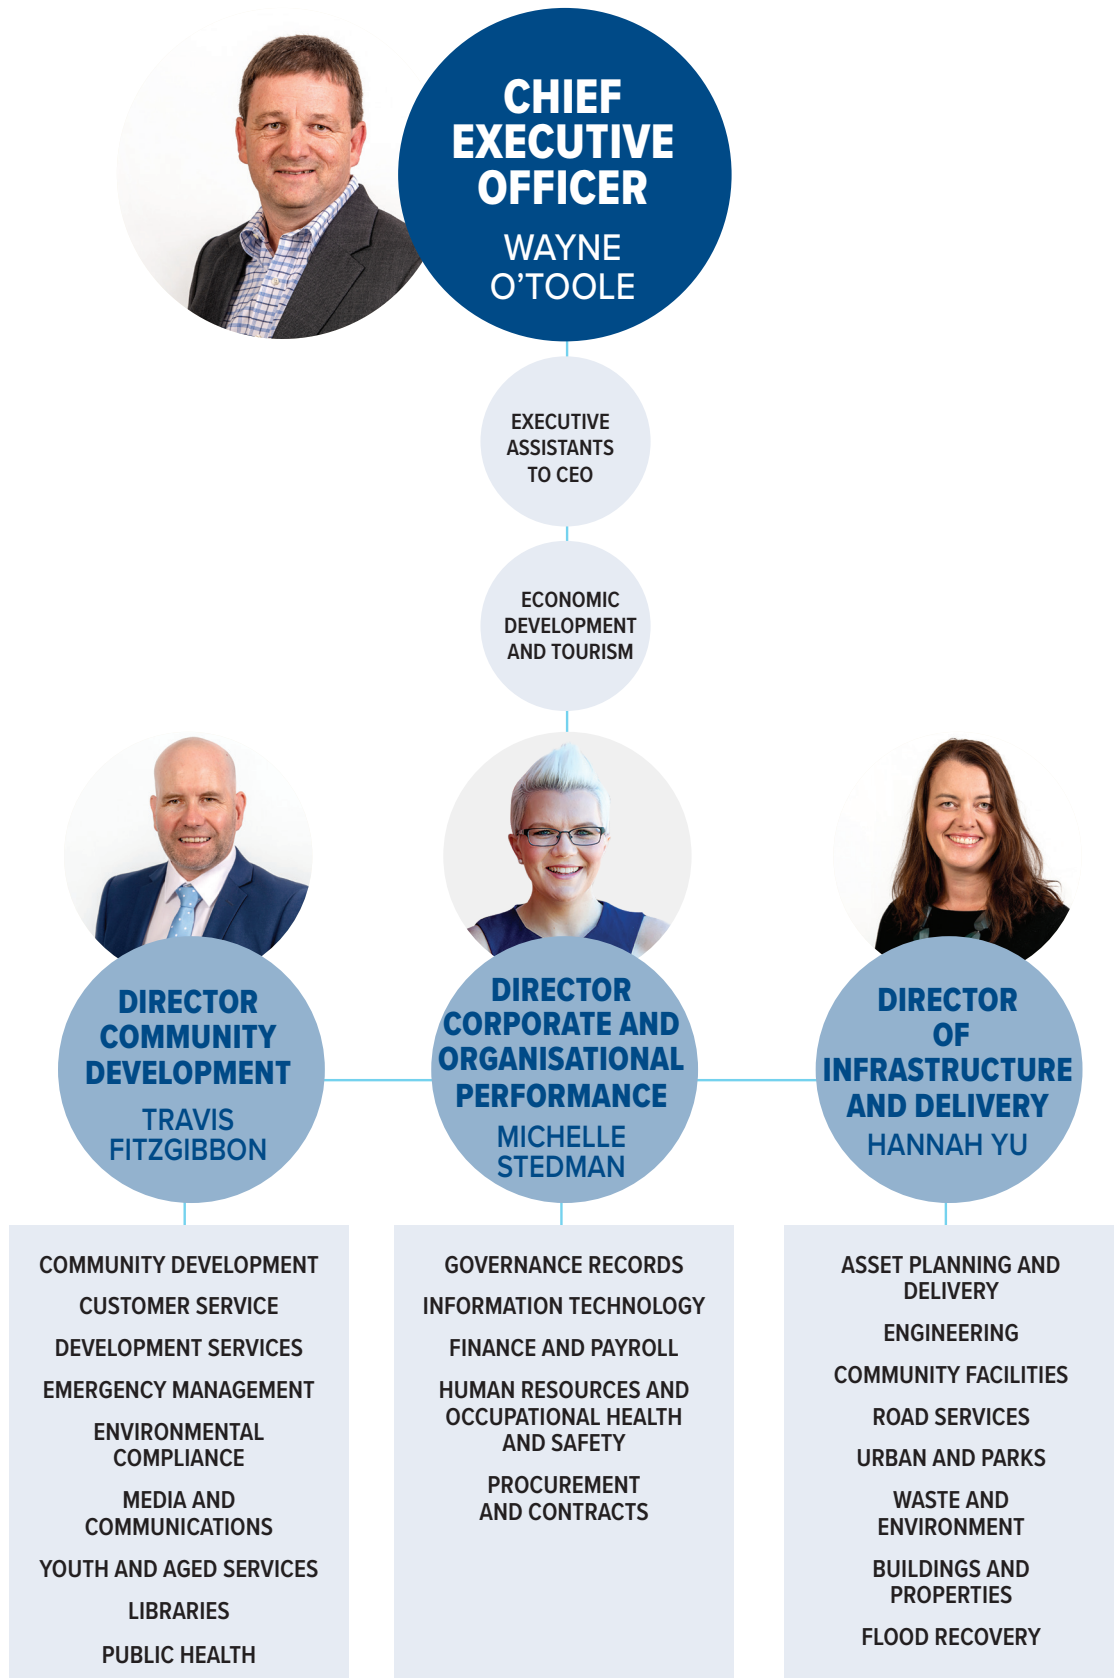 CHIEF
EXECUTIVE
OFFICER
WAYNE
O'TOOLE
EXECUTIVE
ASSISTANTS
TO CEO
ECONOMIC
DEVELOPMENT
AND TOURISM
DIRECTOR
COMMUNITY
DEVELOPMENT
TRAVIS
FITZGIBBON
DIRECTOR
CORPORATE AND
ORGANISATIONAL
PERFORMANCE
MICHELLE
STEDMAN
DIRECTOR
OF
INFRASTRUCTURE
AND DELIVERY
HANNAH YU
COMMUNITY DEVELOPMENT
CUSTOMER SERVICE
DEVELOPMENT SERVICES
EMERGENCY MANAGEMENT
ENVIRONMENTAL
COMPLIANCE
MEDIA AND
COMMUNICATIONS
YOUTH AND AGED SERVICES
LIBRARIES
PUBLIC HEALTH
GOVERNANCE RECORDS
INFORMATION TECHNOLOGY
FINANCE AND PAYROLL
HUMAN RESOURCES AND
OCCUPATIONAL HEALTH
AND SAFETY
PROCUREMENT
AND CONTRACTS
ASSET PLANNING AND
DELIVERY
ENGINEERING
COMMUNITY FACILITIES
ROAD SERVICES
URBAN AND PARKS
WASTE AND
ENVIRONMENT
BUILDINGS AND
PROPERTIES
FLOOD RECOVERY